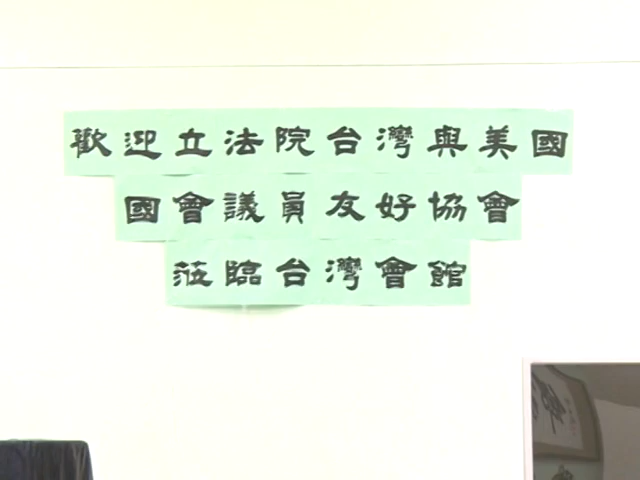 歡迎立法院台灣與美國
國會議員友好協會
蒞臨台灣會館